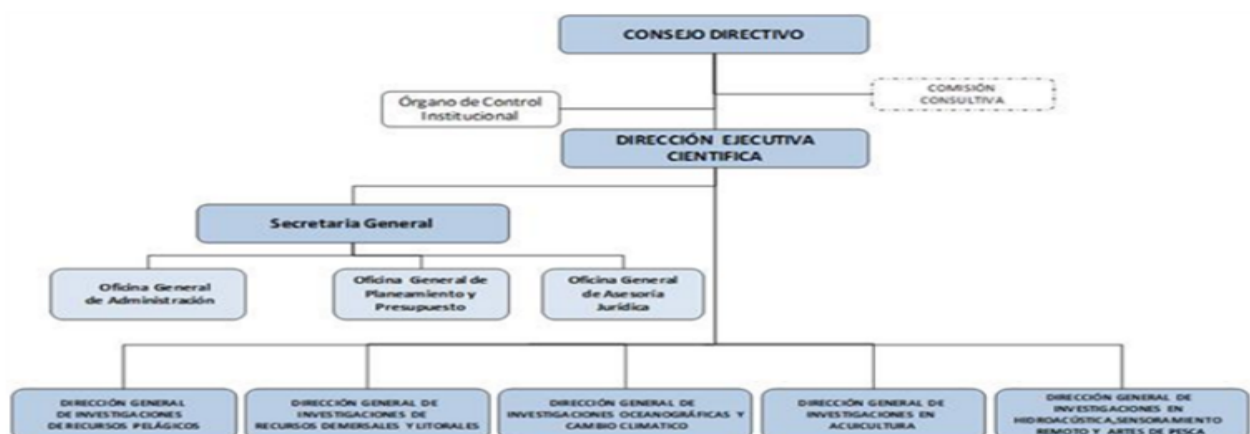 CONSEJO DIRECTIVO
COMISIÓN
CONSULTIVA
Órgano de Control
Institucional
DIRECCIÓN EJECUTIVA
CIENTIFICA
Secretaria General
Oficina General
de Administración
Oficina General de
Planeamiento y
Presupuesto
Oficina General
de Asesoría
Jurídica
DIRECCIÓN GENERAL
DE INVESTIGACIONES
DE RECURSOS PELÁGICOS
DIRECCIÓN GENERAL DE
INVESTIGACIONES DE
RECURSOS DEMERSALES Y LITORALES
DIRECCIÓN GENERAL DE
INVESTIGACIONES OCEANOGRÁFICAS Y
CAMBIO CLIMATICO
DIRECCIÓN GENERAL DE
INVESTIGACIONES EN
ACUICULTURA
DIRECCIÓN GENERAL DE
INVESTIGACIONES EN
HIDROACÚSTICA,SENSORAMIENTO
REMOTO Y ARTES DE PESCA